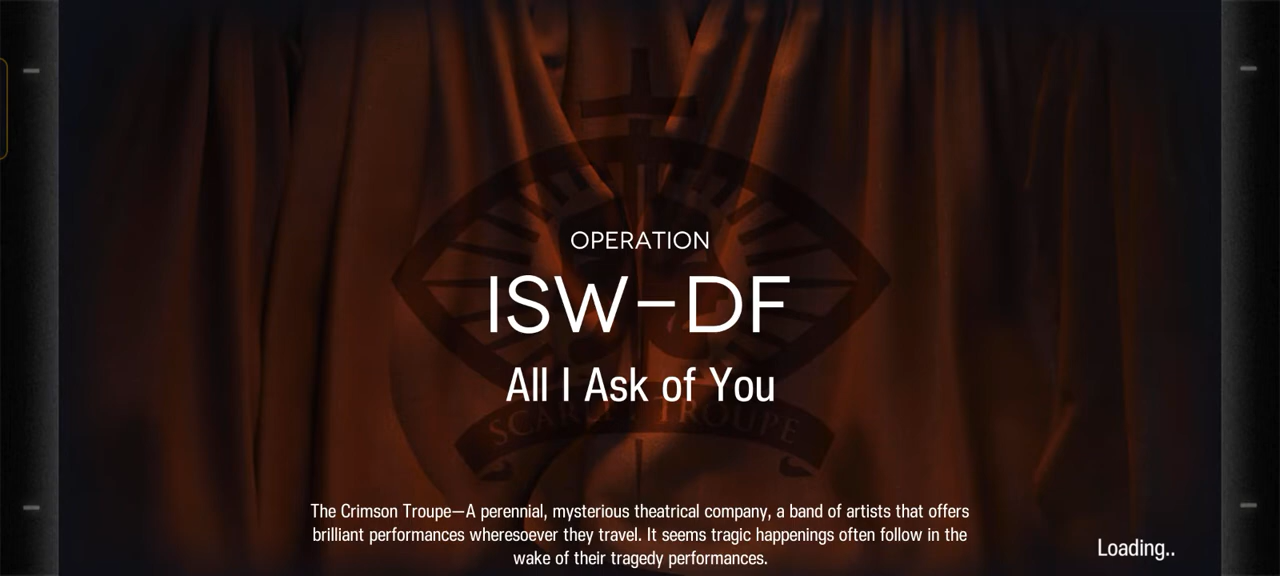 OPERATION
ISW-DF
All I Ask of You
SCARLET TROUPE
The Crimson Troupe—A perennial, mysterious theatrical company, a band of artists that offers
brilliant performances wheresoever they travel. It seems tragic happenings often follow in the
wake of their tragedy performances.
Loading..